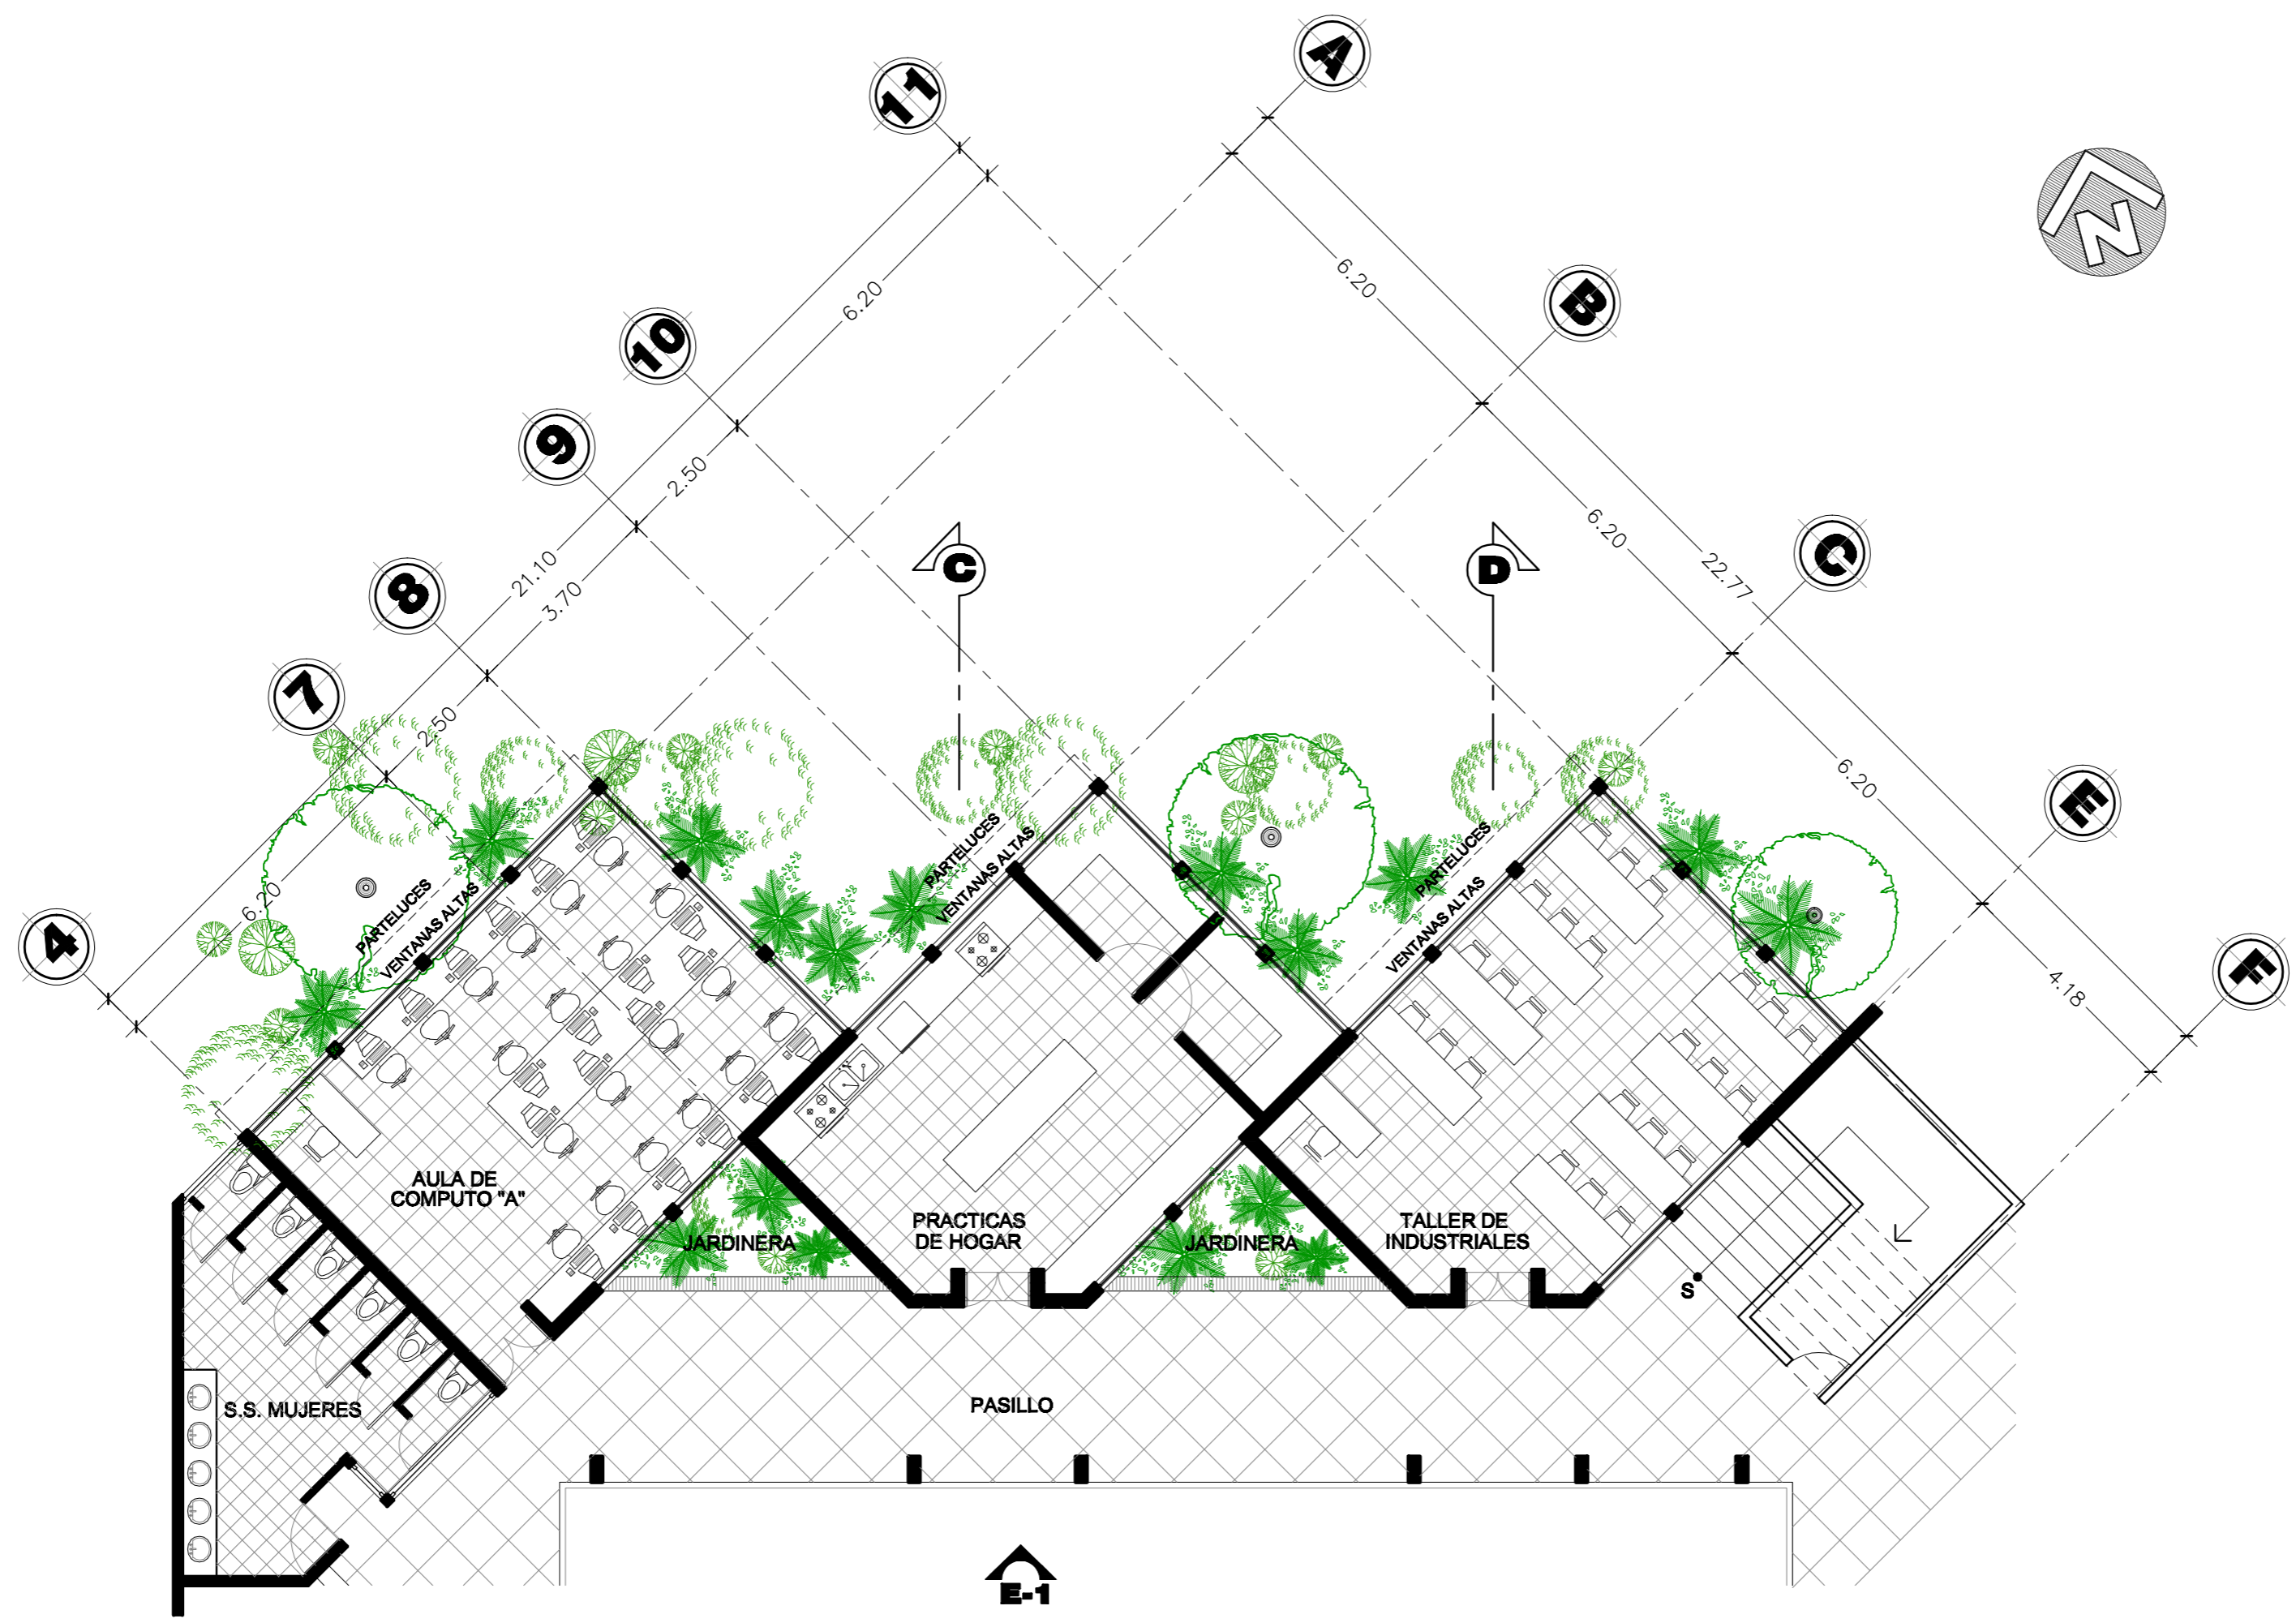 A
11
N
B
6.20
6.20
10
9
2.50
6.20
C
C
D
21.10
3.70
22.77
8
7
2.50
6.20
E
4
6.20
F
4.18
PARTELUCES
VENTANAS ALTAS
PARTELUCES
VENTANAS ALTAS
PARTELUCES
VENTANAS ALTAS
AULA DE
COMPUTO "A"
PRACTICAS
DE HOGAR
TALLER DE
INDUSTRIALES
JARDINERA
JARDINERA
S
S.S. MUJERES
PASILLO
E-1